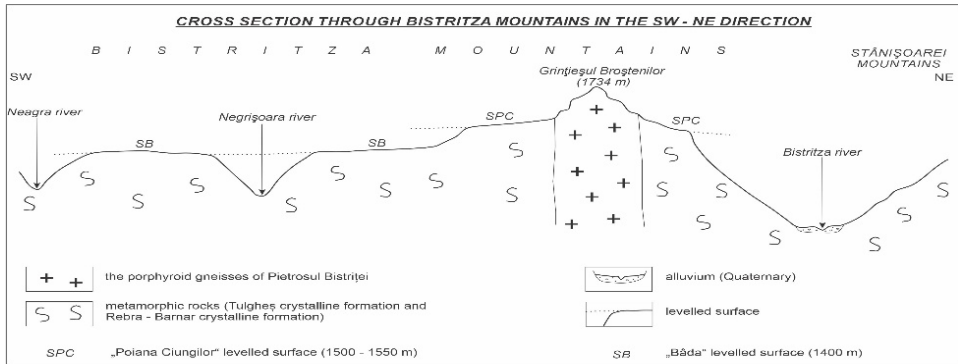 CROSS SECTION THROUGH BISTRITZA MOUNTAINS IN THE SW - NE DIRECTION
B I S T R I T Z A M O U N T A I N S
STÂNIŞOAREI
MOUNTAINS
SW
NE
Grinţieşul Broştenilor
(1734 m)
Neagra river
Negrişoara river
SPC
SPC
SB
SB
Bistritza river
the porphyroid gneisses of Pietrosul Bistriţei
alluvium (Quaternary)
metamorphic rocks (Tulgheş crystalline formation and
Rebra - Barnar crystalline formation)
levelled surface
SPC „Poiana Ciungilor" levelled surface (1500 - 1550 m)
SB „Bâda" levelled surface (1400 m)